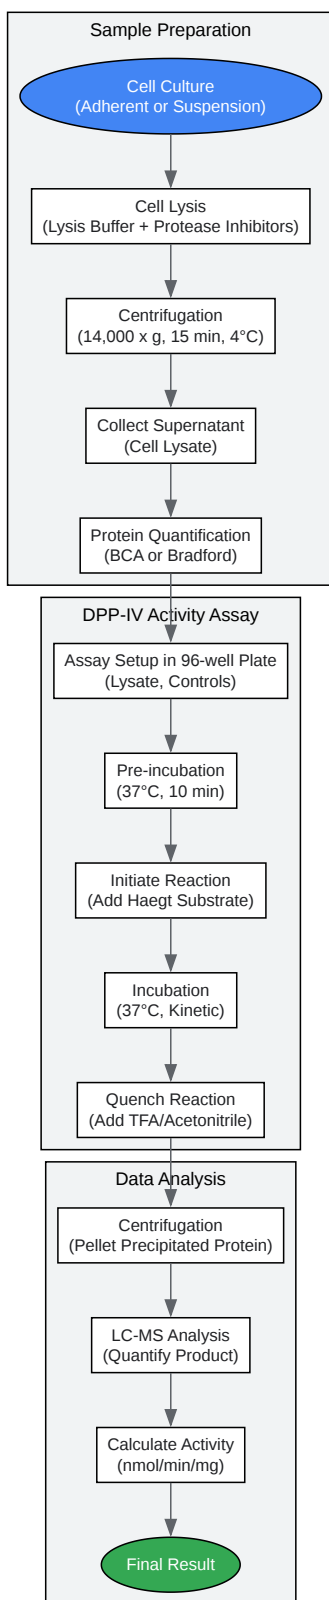 Sample Preparation
Cell Culture
(Adherent or Suspension)
Cell Lysis
(Lysis Buffer + Protease Inhibitors)
Centrifugation
(14,000 x g, 15 min, 4°C)
Collect Supernatant
(Cell Lysate)
Protein Quantification
(BCA or Bradford)
DPP-IV Activity Assay
Assay Setup in 96-well Plate
(Lysate, Controls)
Pre-incubation
(37°C, 10 min)
Initiate Reaction
(Add Haegt Substrate)
Incubation
(37°C, Kinetic)
Quench Reaction
(Add TFA/Acetonitrile)
Data Analysis
Centrifugation
(Pellet Precipitated Protein)
LC-MS Analysis
(Quantify Product)
Calculate Activity
(nmol/min/mg)
Final Result